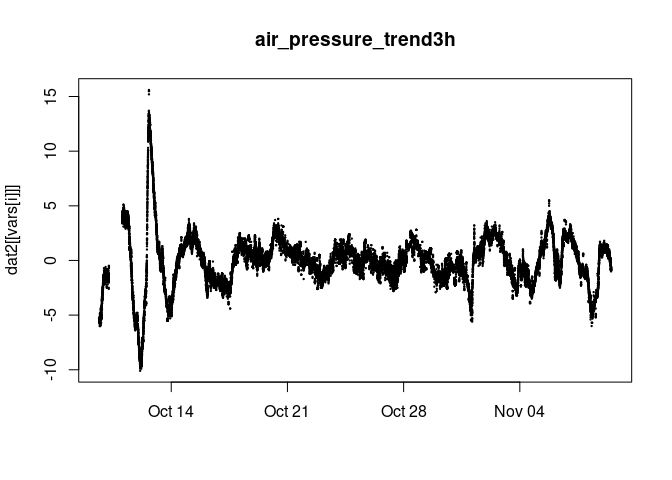 air_pressure_trend3h
dat2[[vars[i]]]
15
10
5
0
-5
-10
Oct 14
Oct 21
Oct 28
Nov 04